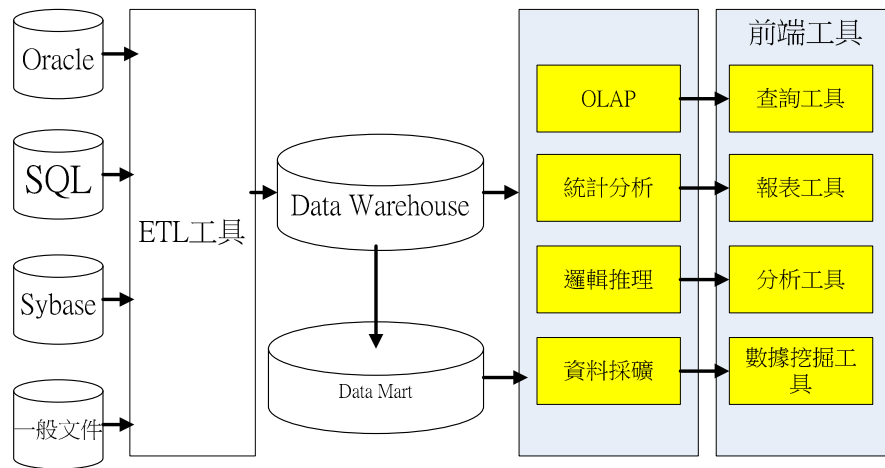 Oracle
SQL
Sybase
一般文件
ETL工具
Data Warehouse
Data Mart
OLAP
統計分析
邏輯推理
資料採礦
前端工具
查詢工具
報表工具
分析工具
數據挖掘工
具